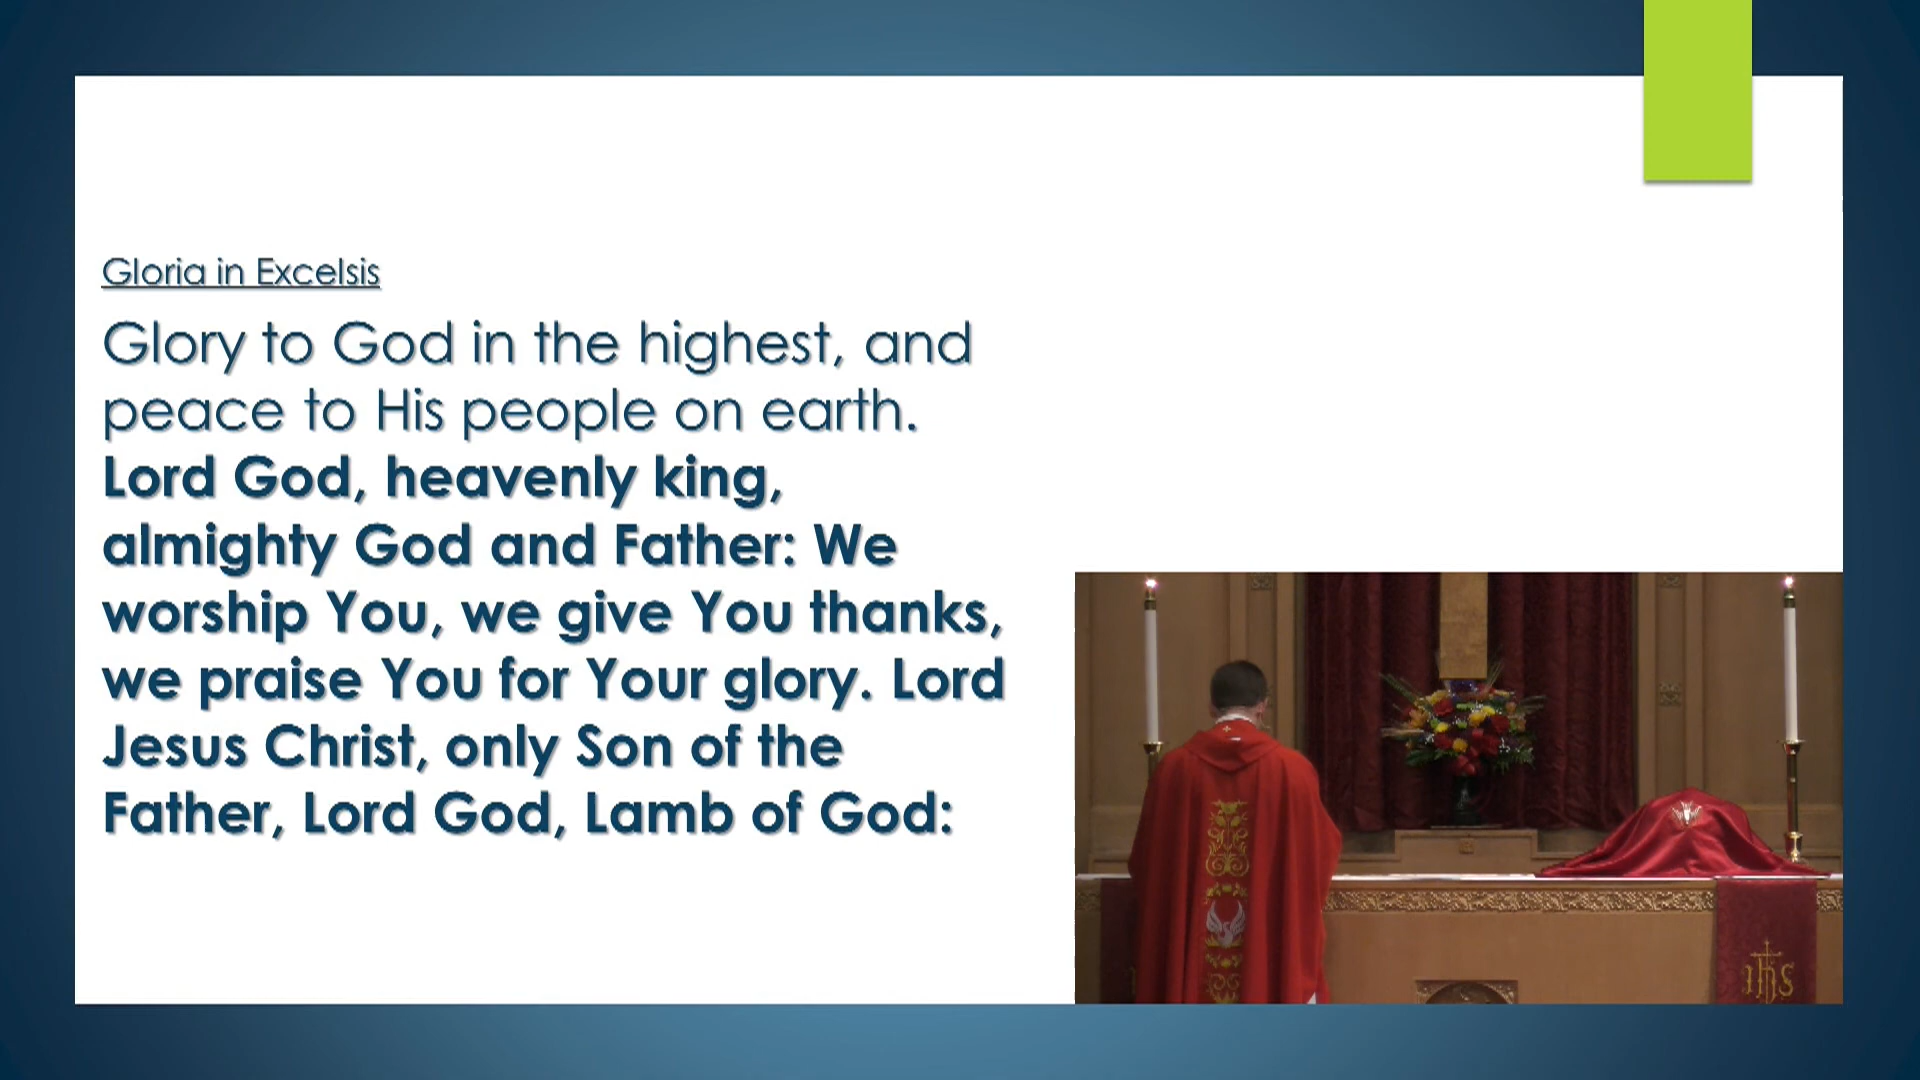 Gloria in Excelsis
Glory to God in the highest, and
peace to His people on earth.
Lord God, heavenly king,
almighty God and Father: We
worship You, we give You thanks,
we praise You for Your glory. Lord
Jesus Christ, only Son of the
Father, Lord God, Lamb of God:
IHS